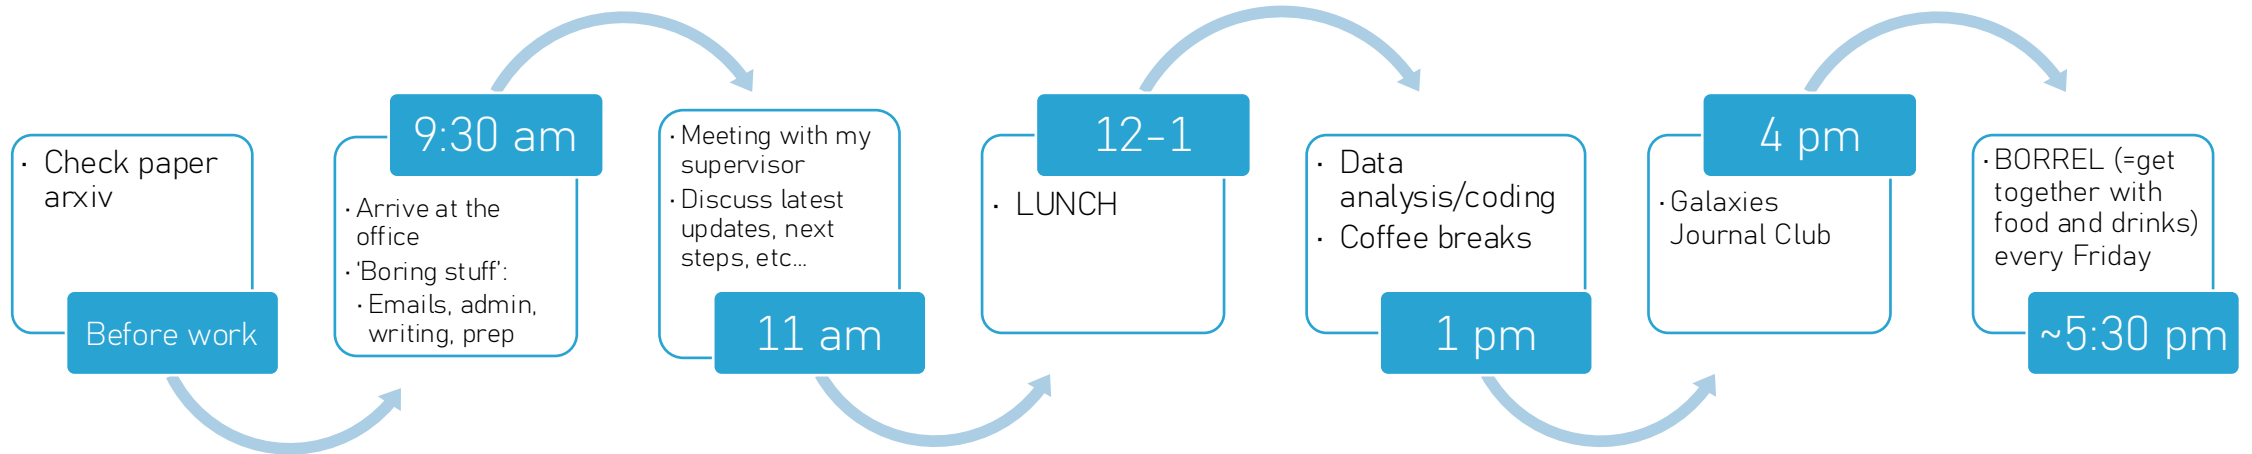 · Check paper
arxiv
Before work
9:30 am
· Arrive at the
office
· ‘Boring stuff’:
· Emails, admin,
writing, prep
· Meeting with my
supervisor
· Discuss latest
updates, next
steps, etc...
11 am
12-1
· LUNCH
· Data
analysis/coding
· Coffee breaks
1 pm
4 pm
· Galaxies
Journal Club
· BORREL (=get
together with
food and drinks)
every Friday
~5:30 pm